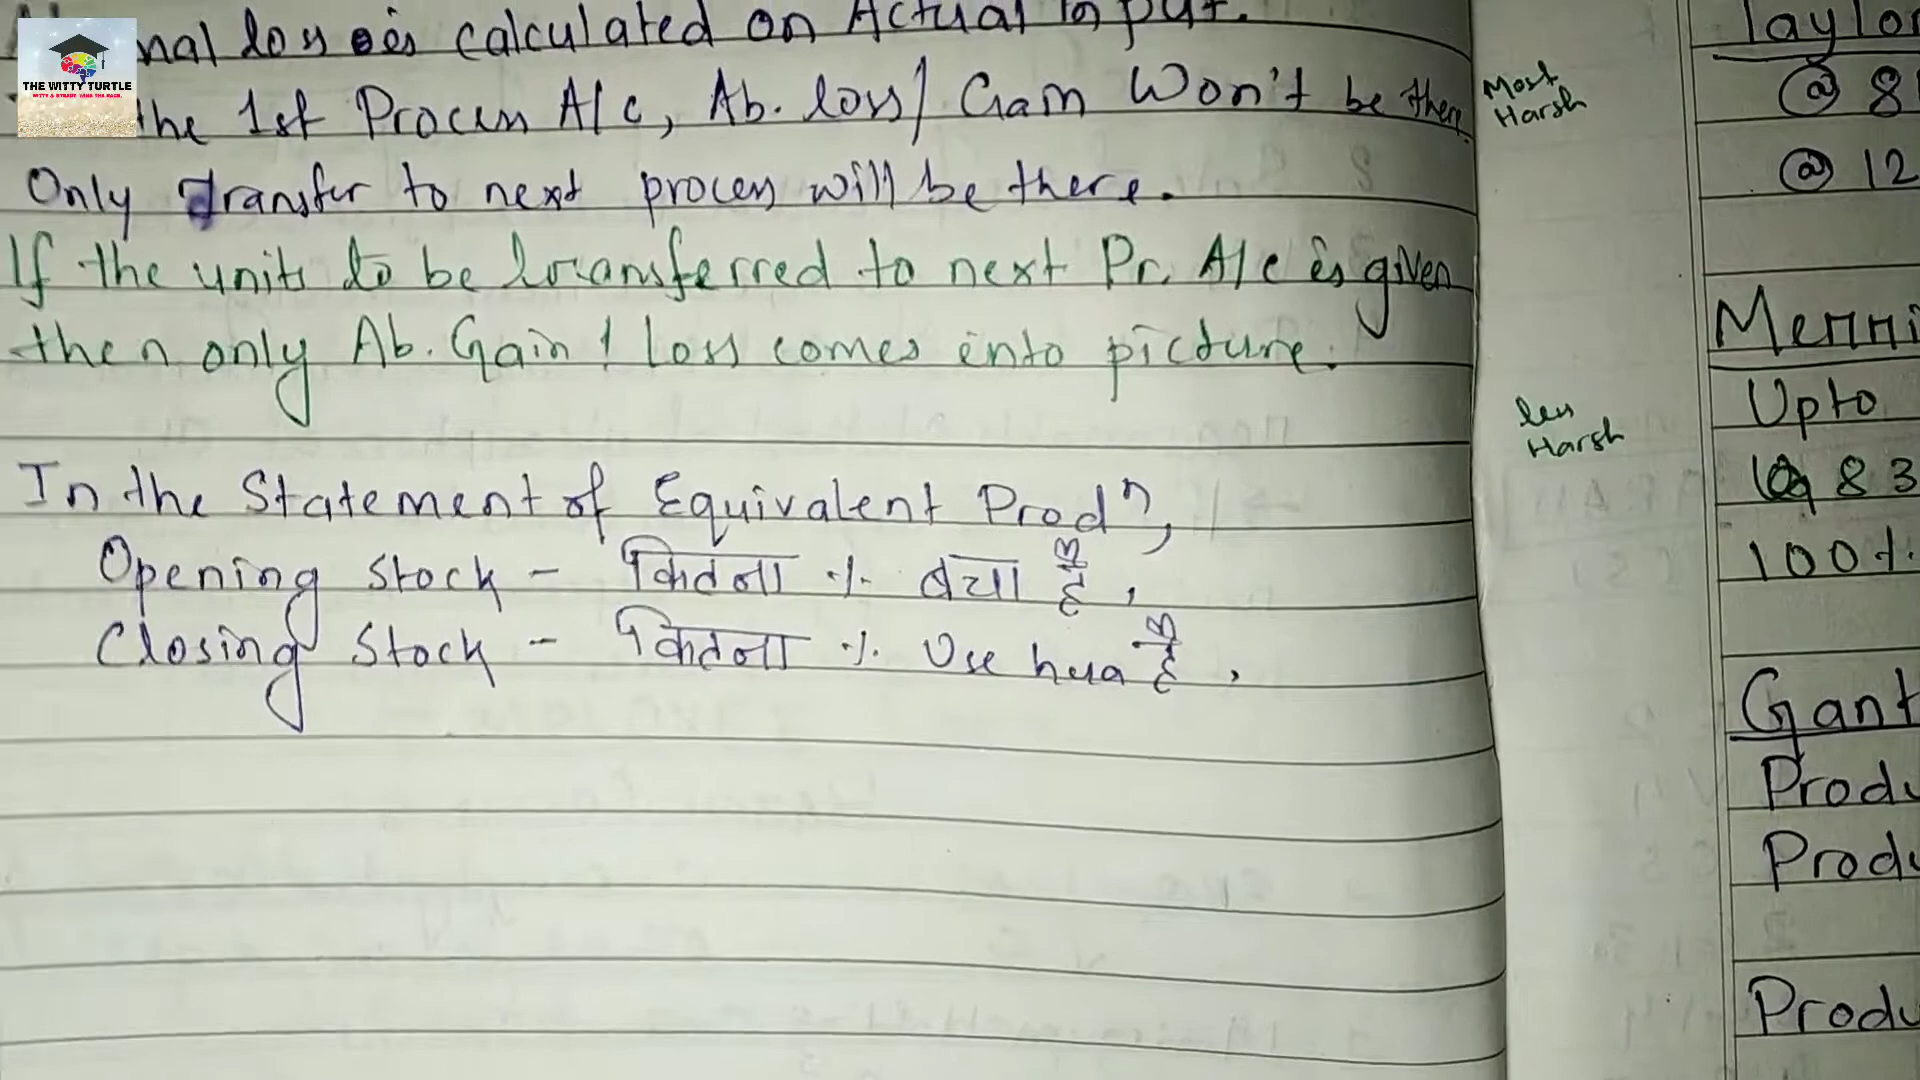 THE WITTY TURTLE
nal loss is calculated on Actual Input.
the 1st Process A/c, Ab. loss/ Gain Won't be there
Only Transfer to next process will be there.
If the units to be transferred to next Pr. A/c is given
then only Ab. Gain / Loss comes into picture.
In the Statement of Equivalent Prodⁿ,
Opening Stock - कितना % बचा है,
Closing Stock - कितना % Use hua है,
Most
Harsh
less
Harsh
Taylor
@ 8
@ 12
Merri
Upto
83
100%
Gant
Produ
Produ
Produ